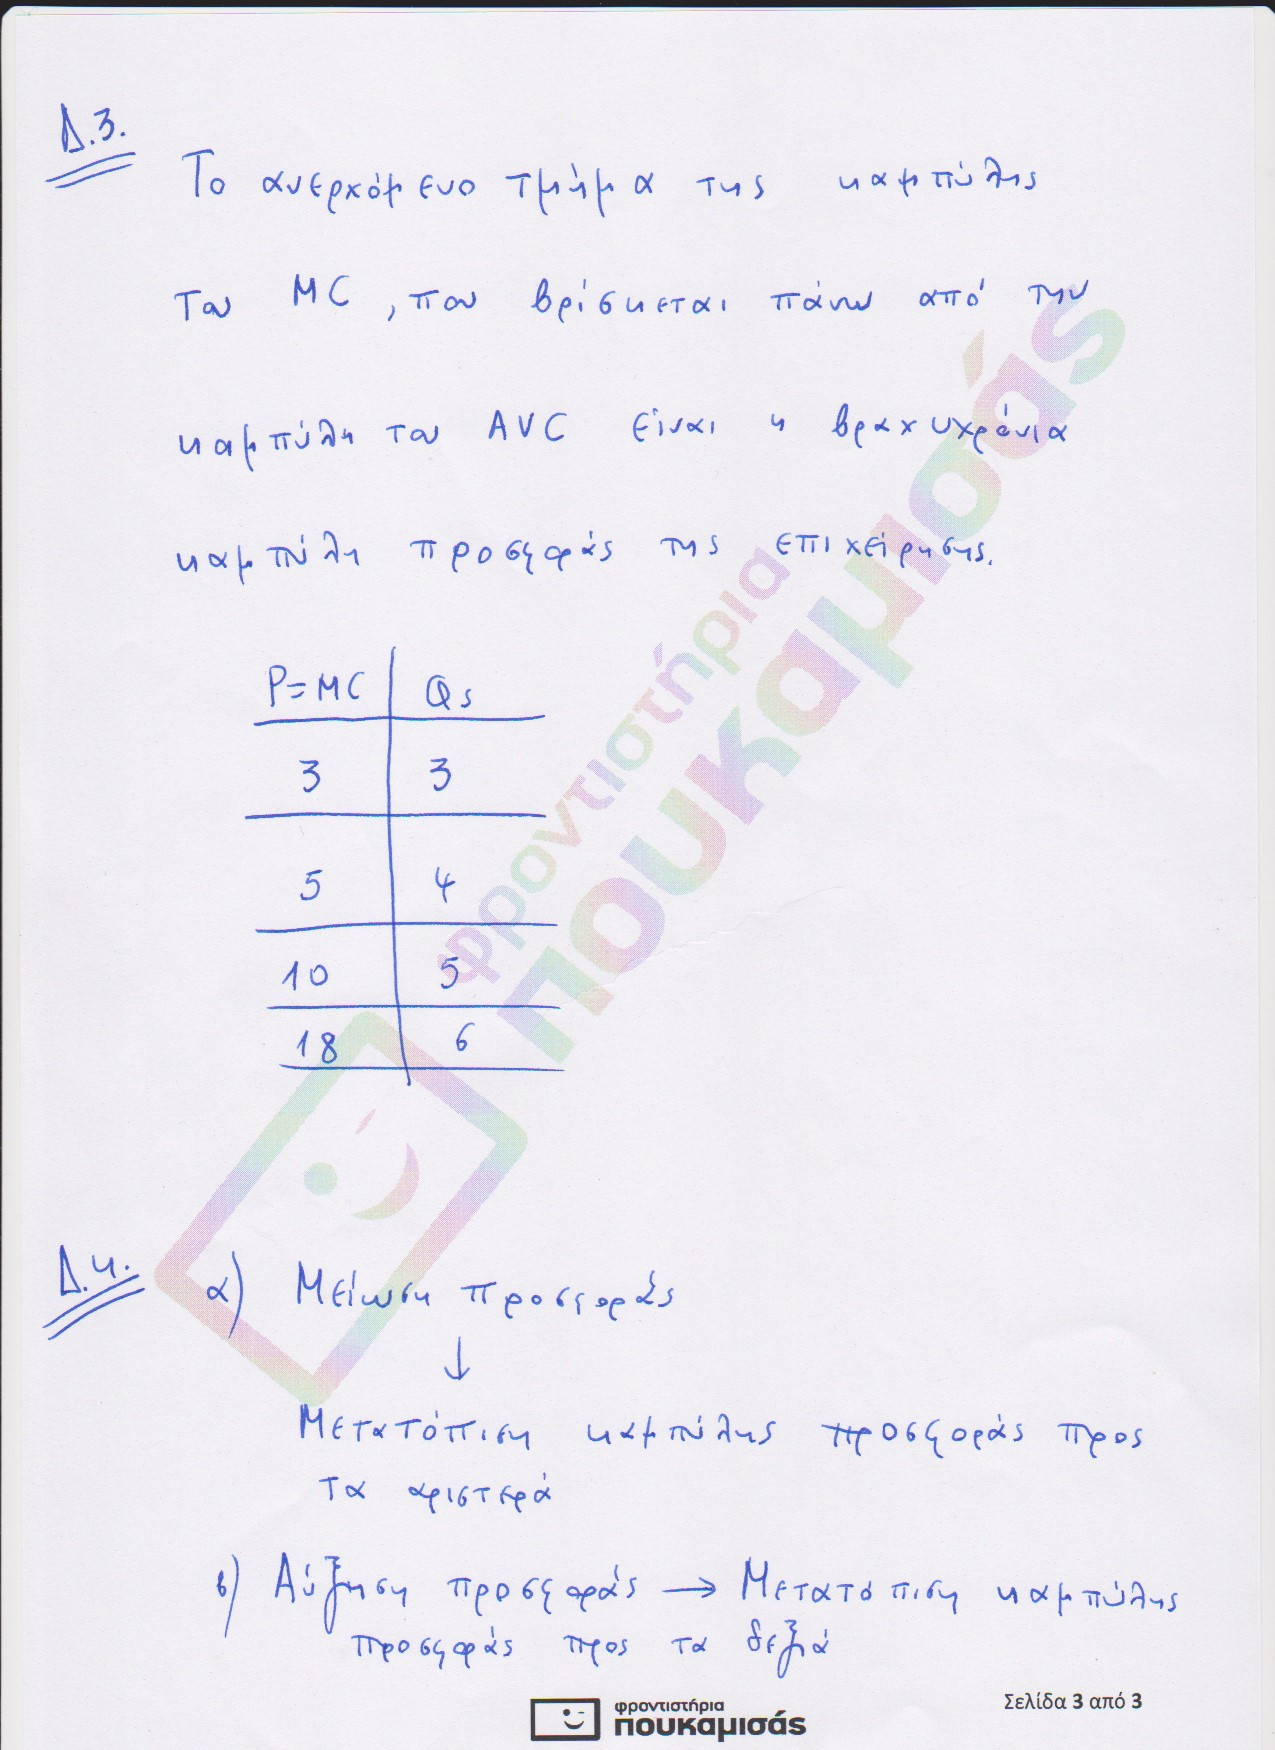 Δ.3.
Το ανερχόμενο τμήμα της καμπύλης
του MC, που βρίσκεται πάνω από την
καμπύλη του AVC είναι η βραχυχρόνια
καμπύλη προσφοράς της επιχείρησης.
P=MC Qs
3 3
5 4
10 5
18 6
Δ.4. α) Μείωση προσφοράς
↓
Μετατόπιση καμπύλης προσφοράς προς
τα αριστερά
β) Αύξηση προσφοράς → Μετατόπιση καμπύλης
προσφοράς προς τα δεξιά
φροντιστήρια
πουκαμισάς
φροντιστήρια
πουκαμισάς
Σελίδα 3 από 3